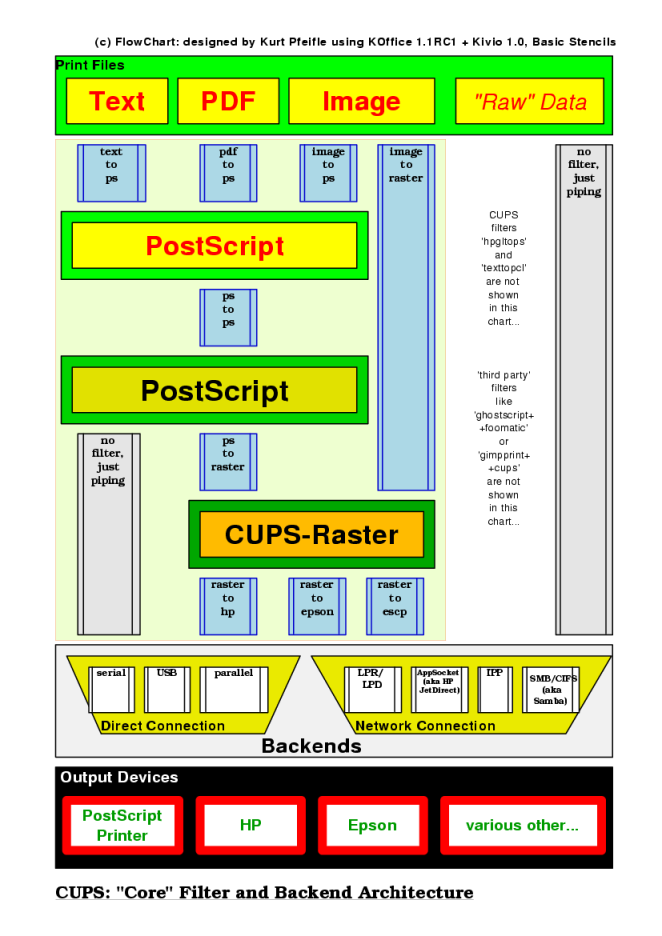 (c) FlowChart: designed by Kurt Pfeifle using KOffice 1.1RC1 + Kivio 1.0, Basic Stencils
Print Files
Text
PDF
Image
"Raw" Data
text
to
ps
pdf
to
ps
image
to
ps
image
to
raster
no
filter,
just
piping
PostScript
CUPS
filters
'hpgltops'
and
'texttopcl'
are not
shown
in this
chart...
ps
to
ps
PostScript
'third party'
filters
like
'ghostscript+
+foomatic'
or
'gimpprint+
+cups'
are not
shown
in this
chart...
no
filter,
just
piping
ps
to
raster
CUPS-Raster
raster
to
hp
raster
to
epson
raster
to
escp
serial
USB
parallel
LPR/
LPD
AppSocket
(aka HP
JetDirect)
IPP
SMB/CIFS
(aka
Samba)
Direct Connection
Network Connection
Backends
Output Devices
PostScript
Printer
HP
Epson
various other...
CUPS: "Core" Filter and Backend Architecture